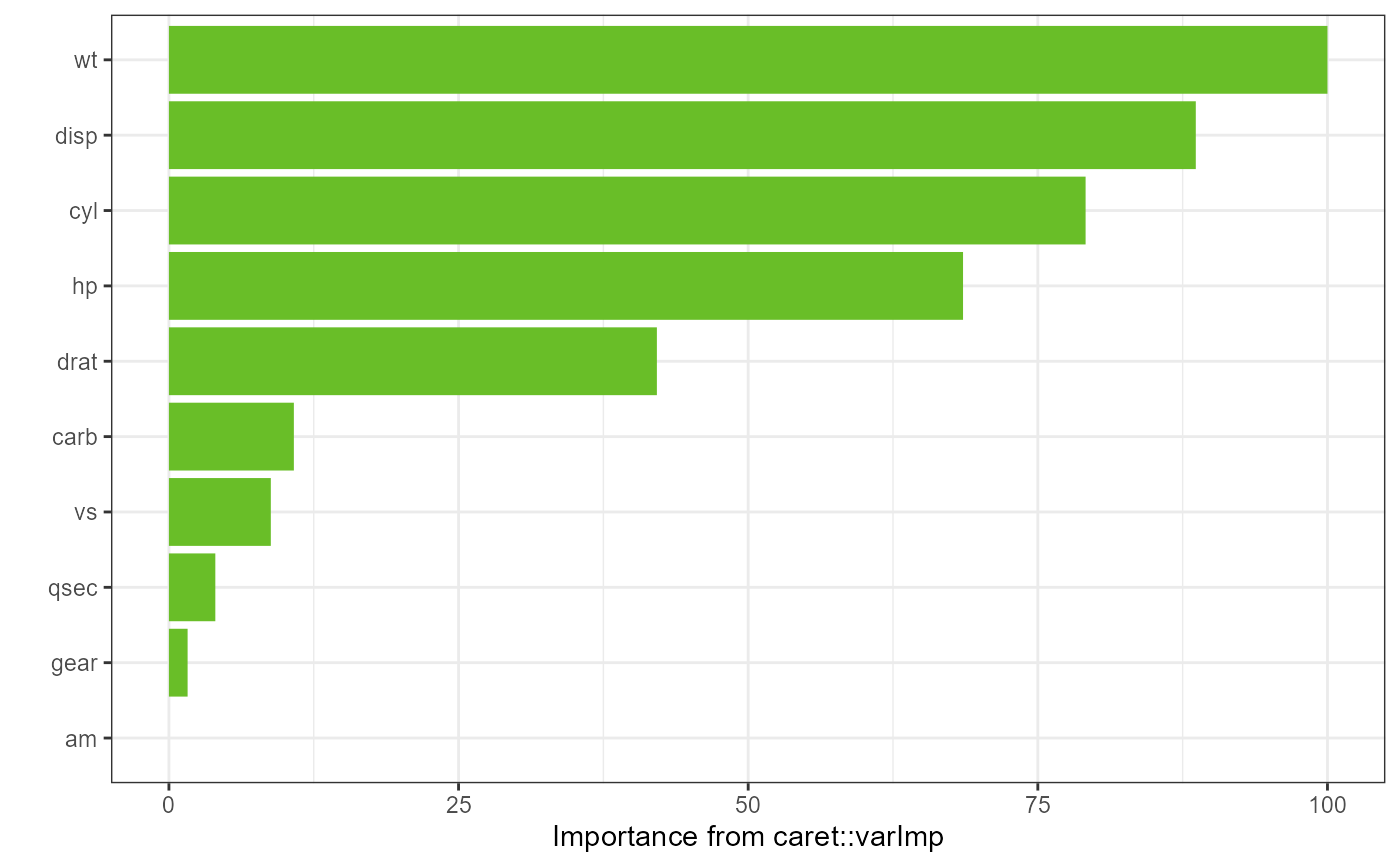 wt
disp
cyl
hp
drat
carb
vs
qsec
gear
am
0 25 50 75 100
Importance from caret::varImp